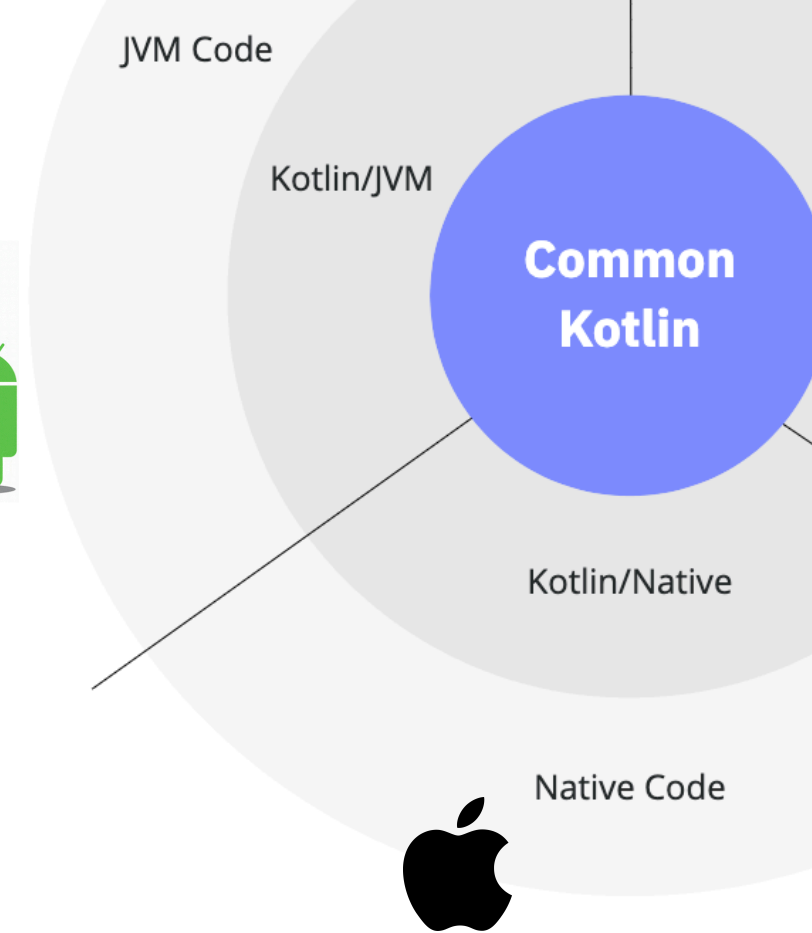 JVM Code
Kotlin/JVM
Common
Kotlin
Kotlin/Native
Native Code